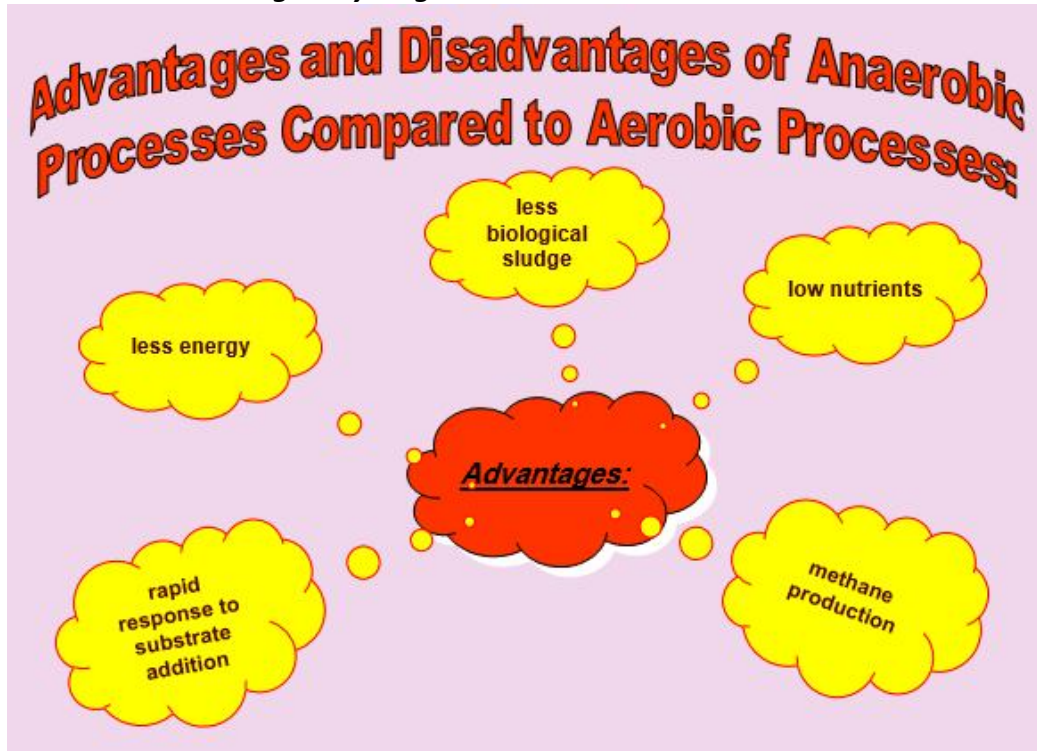 Advantages and Disadvantages of Anaerobic
Processes Compared to Aerobic Processes:
less
biological
sludge
low nutrients
less energy
Advantages:
rapid
response to
substrate
addition
methane
production